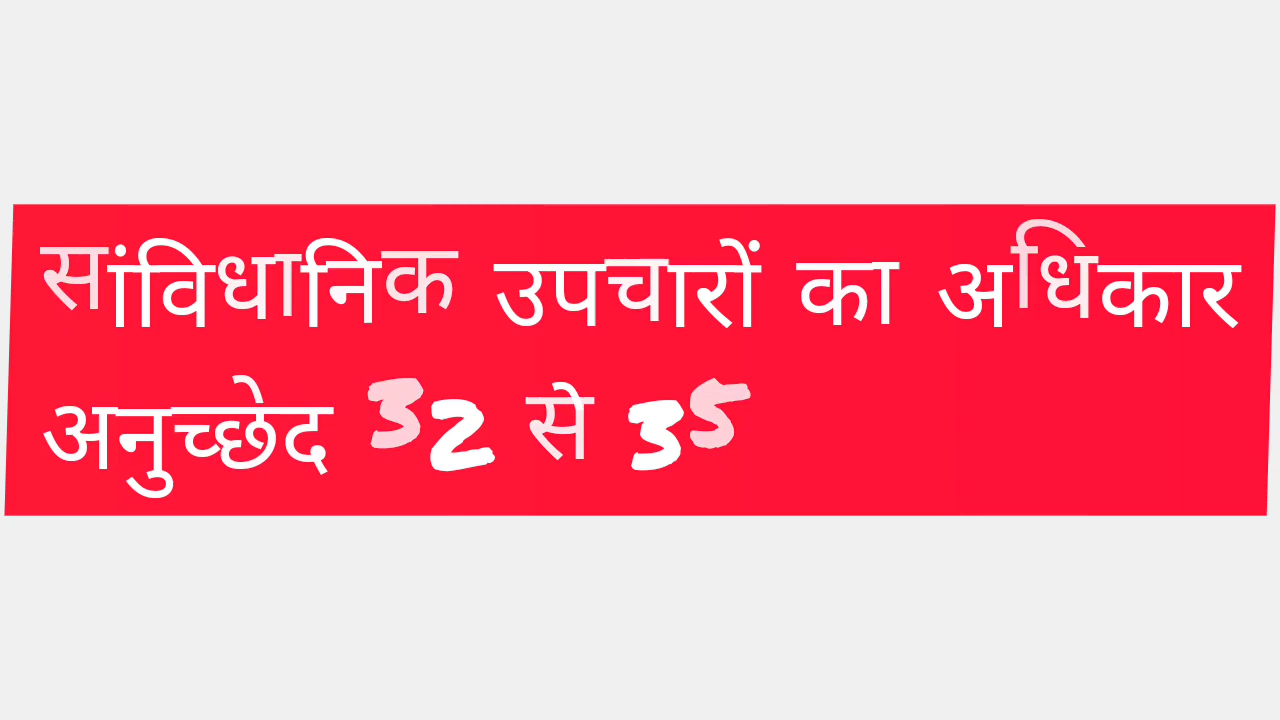 सांविधानिक उपचारों का अधिकार
अनुच्छेद 32 से 35